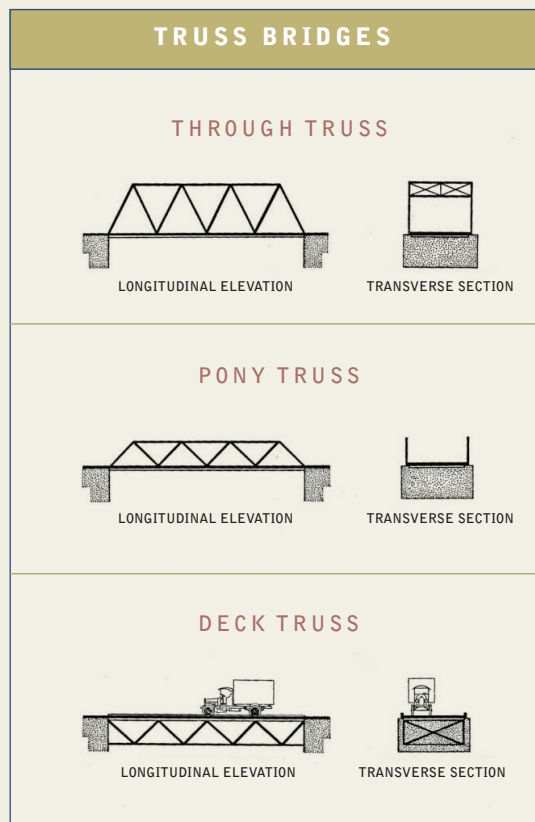 TRUSS BRIDGES
THROUGH TRUSS
LONGITUDINAL ELEVATION
TRANSVERSE SECTION
PONY TRUSS
LONGITUDINAL ELEVATION
TRANSVERSE SECTION
DECK TRUSS
LONGITUDINAL ELEVATION
TRANSVERSE SECTION